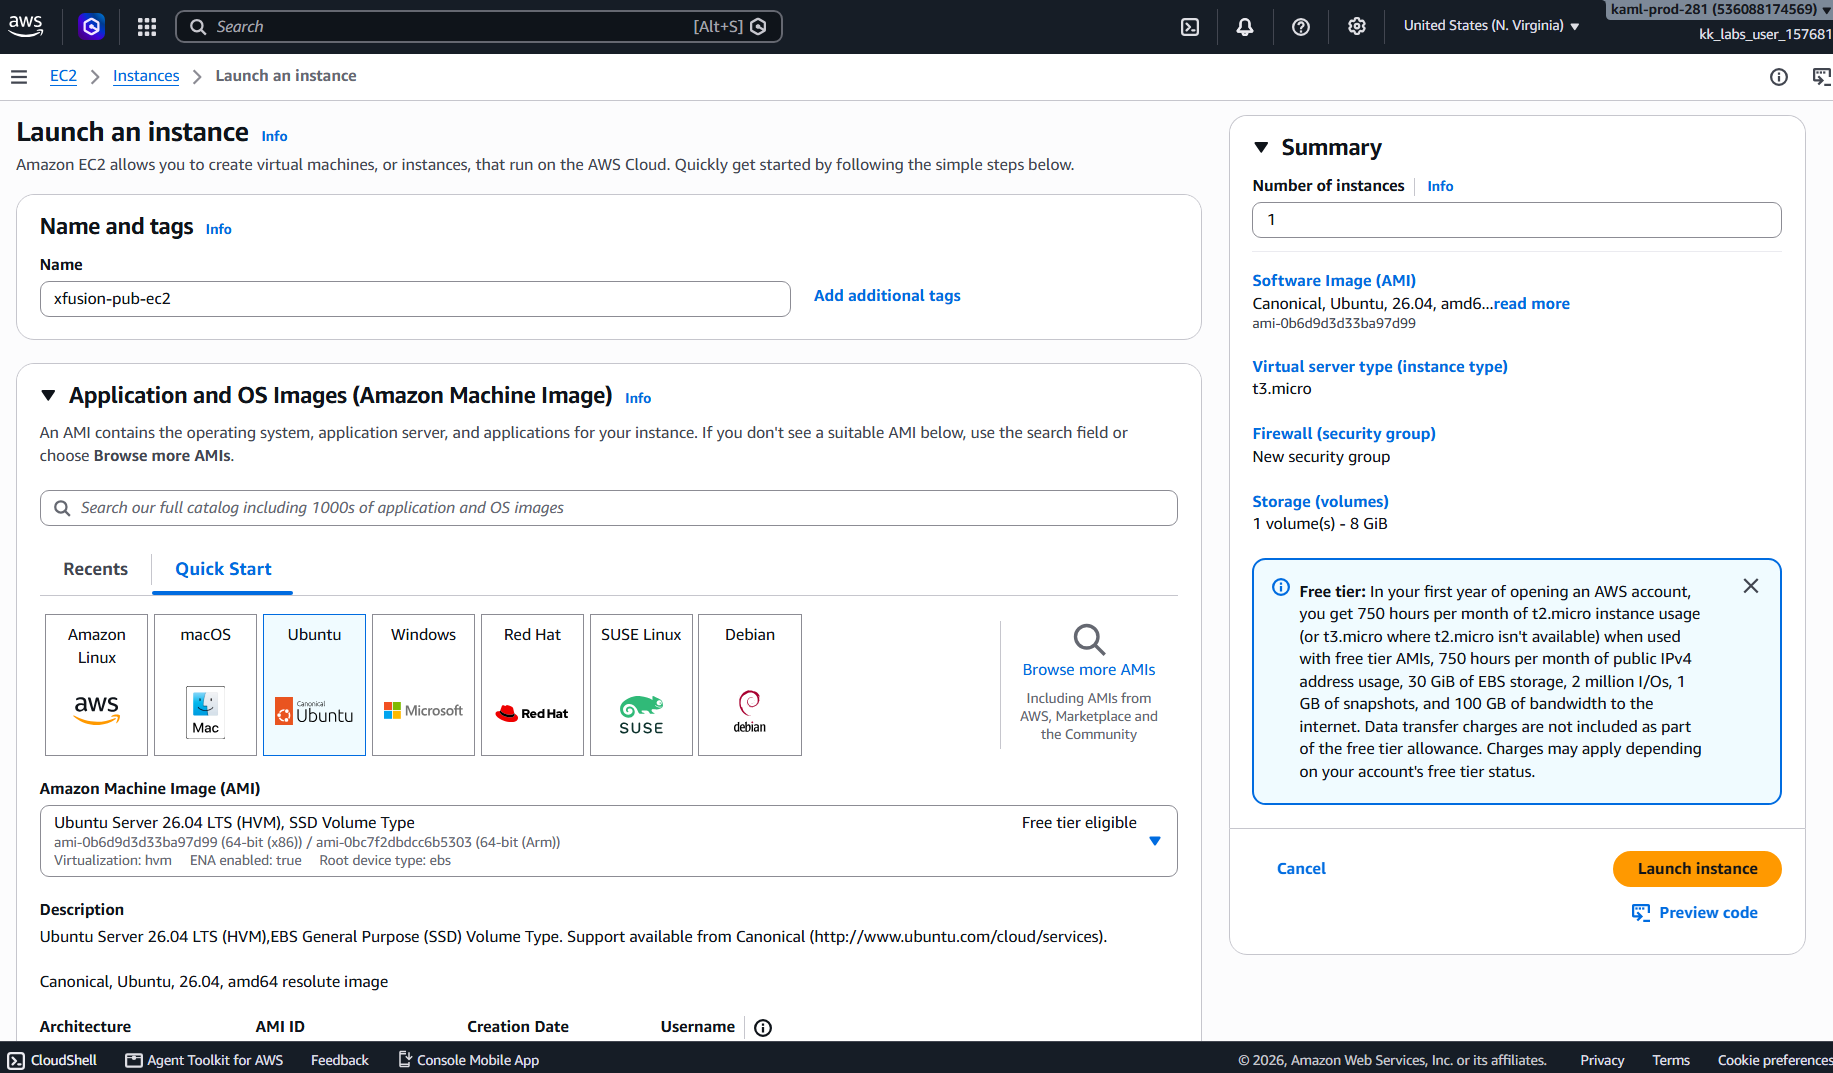 aws
Search
[Alt+S]
United States (N. Virginia)
kaml-prod-281 (536088174569)
kk_labs_user_157681
EC2
Instances
Launch an instance
Launch an instance
Info
Amazon EC2 allows you to create virtual machines, or instances, that run on the AWS Cloud. Quickly get started by following the simple steps below.
Name and tags
Info
Name
xfusion-pub-ec2
Add additional tags
Application and OS Images (Amazon Machine Image)
Info
An AMI contains the operating system, application server, and applications for your instance. If you don't see a suitable AMI below, use the search field or
choose Browse more AMIs.
Search our full catalog including 1000s of application and OS images
Recents
Quick Start
Amazon
Linux
aws
macOS
Mac
Ubuntu
Canonical
Ubuntu
Windows
Microsoft
Red Hat
RedHat
SUSE Linux
SUSE
Debian
debian
Browse more AMIs
Including AMIs from
AWS, Marketplace and
the Community
Amazon Machine Image (AMI)
Ubuntu Server 26.04 LTS (HVM), SSD Volume Type
Free tier eligible
ami-0b6d9d3d33ba97d99 (64-bit (x86)) / ami-0bc7f2dbdcc6b5303 (64-bit (Arm))
Virtualization: hvm ENA enabled: true Root device type: ebs
Description
Ubuntu Server 26.04 LTS (HVM),EBS General Purpose (SSD) Volume Type. Support available from Canonical (http://www.ubuntu.com/cloud/services).
Canonical, Ubuntu, 26.04, amd64 resolute image
Architecture
AMI ID
Creation Date
Username
Summary
Number of instances
Info
1
Software Image (AMI)
Canonical, Ubuntu, 26.04, amd6...read more
ami-0b6d9d3d33ba97d99
Virtual server type (instance type)
t3.micro
Firewall (security group)
New security group
Storage (volumes)
1 volume(s) - 8 GiB
Free tier: In your first year of opening an AWS account,
you get 750 hours per month of t2.micro instance usage
(or t3.micro where t2.micro isn't available) when used
with free tier AMIs, 750 hours per month of public IPv4
address usage, 30 GiB of EBS storage, 2 million I/Os, 1
GB of snapshots, and 100 GB of bandwidth to the
internet. Data transfer charges are not included as part
of the free tier allowance. Charges may apply depending
on your account's free tier status.
Cancel
Launch instance
Preview code
CloudShell
Agent Toolkit for AWS
Feedback
Console Mobile App
© 2026, Amazon Web Services, Inc. or its affiliates.
Privacy
Terms
Cookie preferences